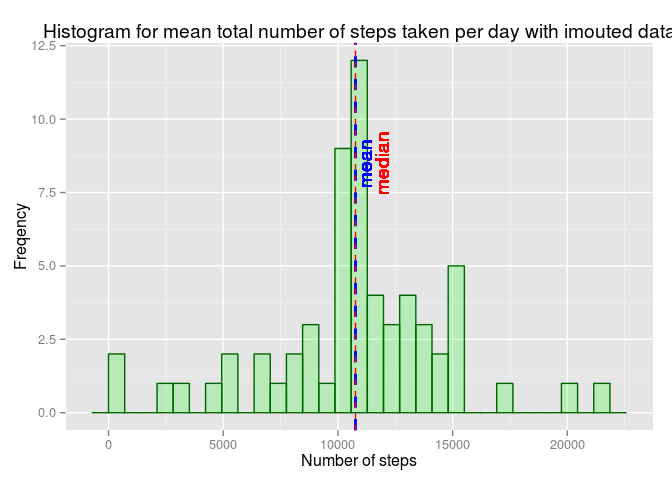 Histogram for mean total number of steps taken per day with imouted data
12.5
10.0
7.5
5.0
2.5
0.0
Freqency
mean
median
0 5000 10000 15000 20000
Number of steps